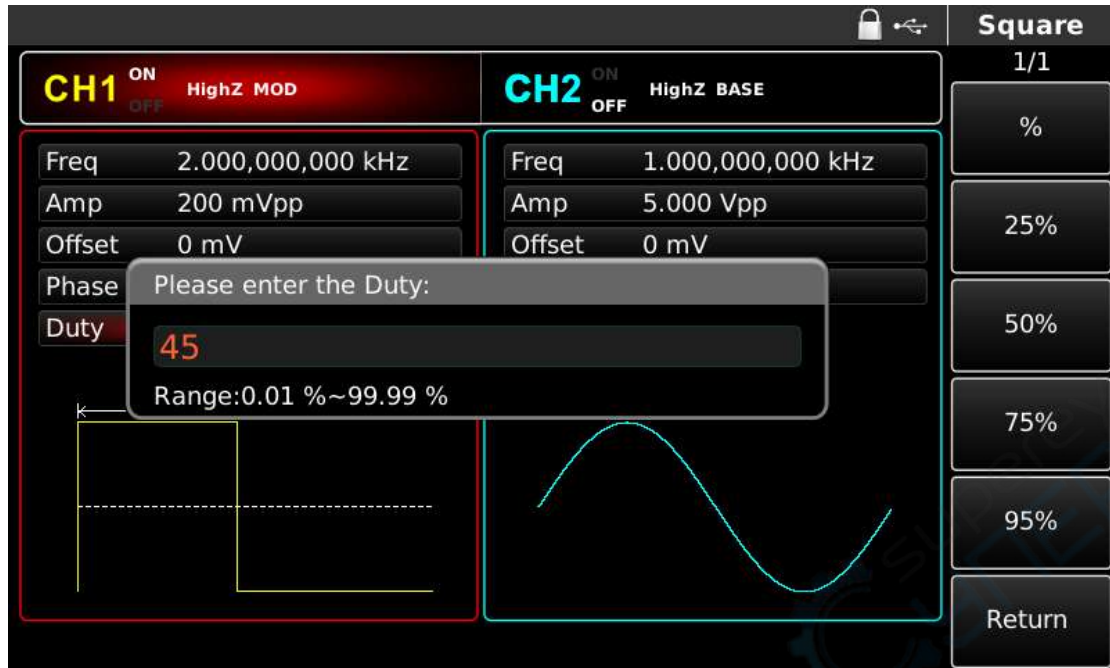 Square
1/1
CH1 ON OFF HighZ MOD
CH2 ON OFF HighZ BASE
Freq 2.000,000,000 kHz
Amp 200 mVpp
Offset 0 mV
Phase
Duty
Freq 1.000,000,000 kHz
Amp 5.000 Vpp
Offset 0 mV
Please enter the Duty:
45
Range:0.01 %~99.99 %
%
25%
50%
75%
95%
Return